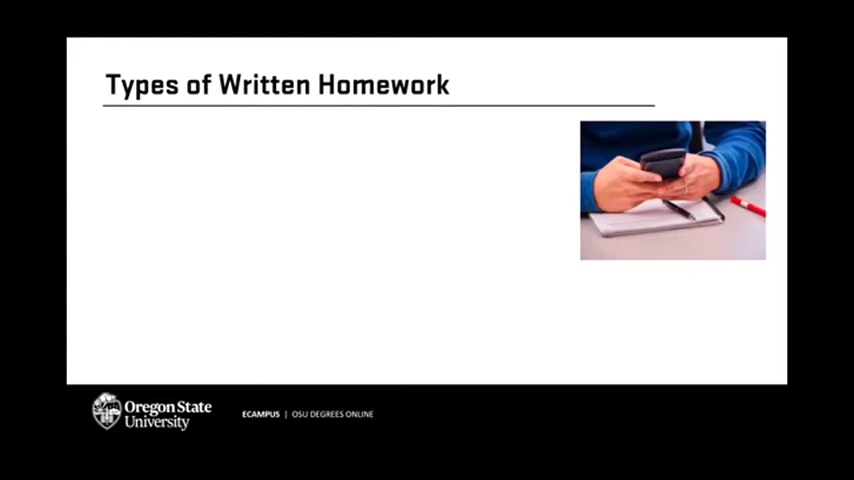 Types of Written Homework
Oregon State
University
ECAMPUS | OSU DEGREES ONLINE